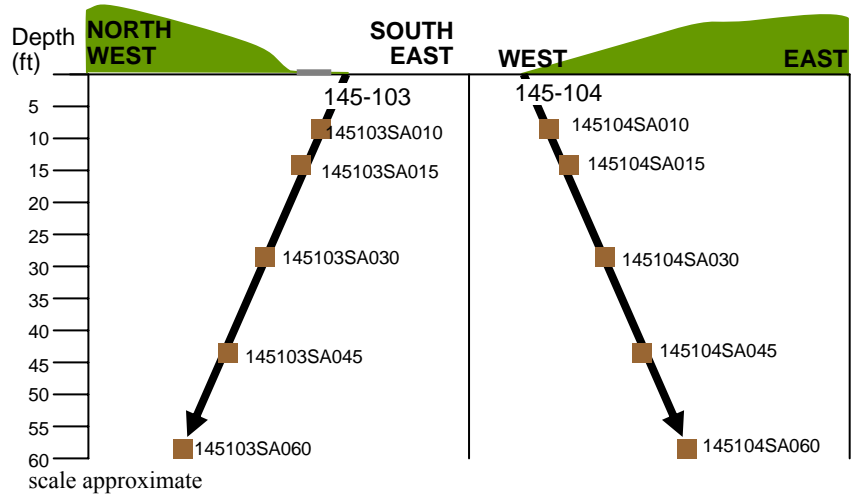 Depth
(ft)
NORTH
WEST
SOUTH
EAST
WEST
EAST
145-103
145-104
5
10
15
20
25
30
35
40
45
50
55
60
145103SA010
145103SA015
145103SA030
145103SA045
145103SA060
145104SA010
145104SA015
145104SA030
145104SA045
145104SA060
scale approximate